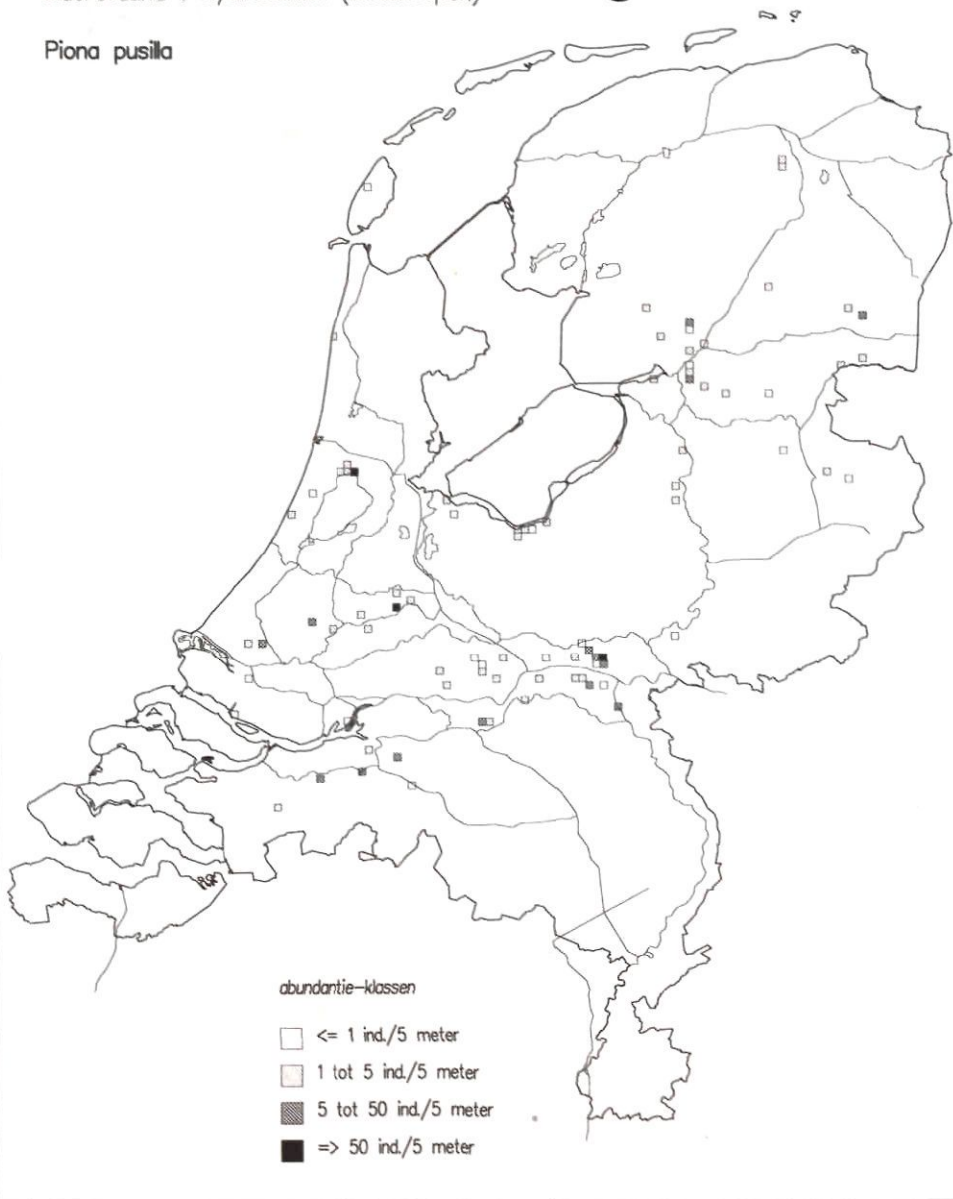 Piona pusilla
abundantie-klassen
<= 1 ind./5 meter
1 tot 5 ind./5 meter
5 tot 50 ind./5 meter
=> 50 ind./5 meter